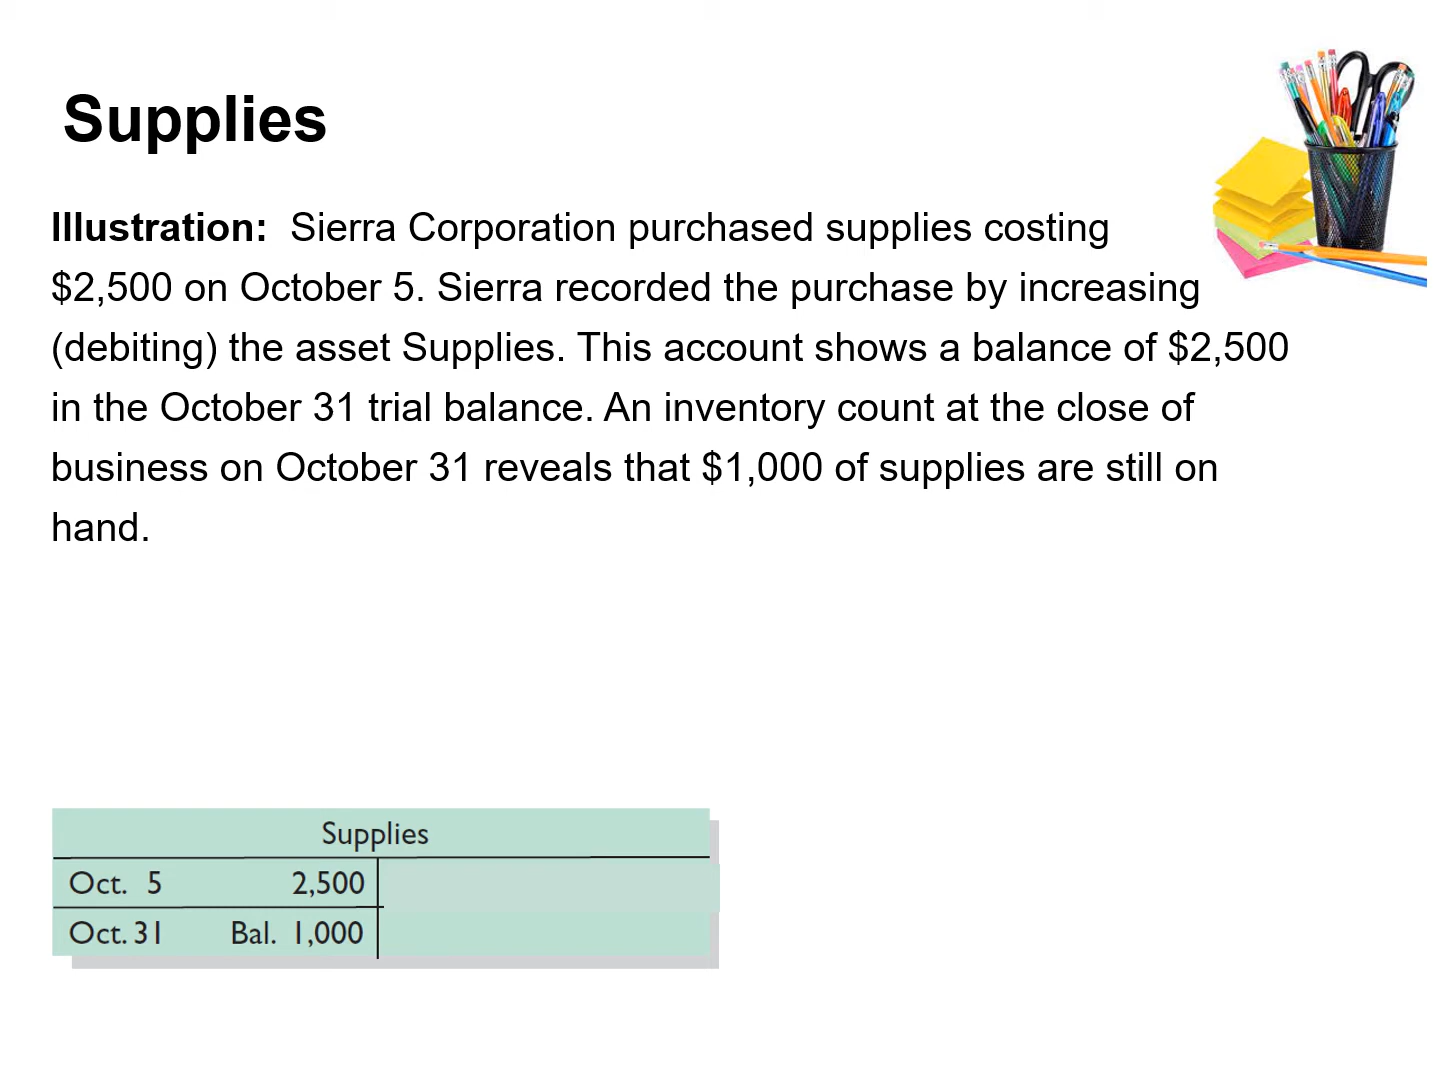 Supplies
Illustration: Sierra Corporation purchased supplies costing
$2,500 on October 5. Sierra recorded the purchase by increasing
(debiting) the asset Supplies. This account shows a balance of $2,500
in the October 31 trial balance. An inventory count at the close of
business on October 31 reveals that $1,000 of supplies are still on
hand.
Supplies
Oct. 5 2,500
Oct. 31 Bal. 1,000